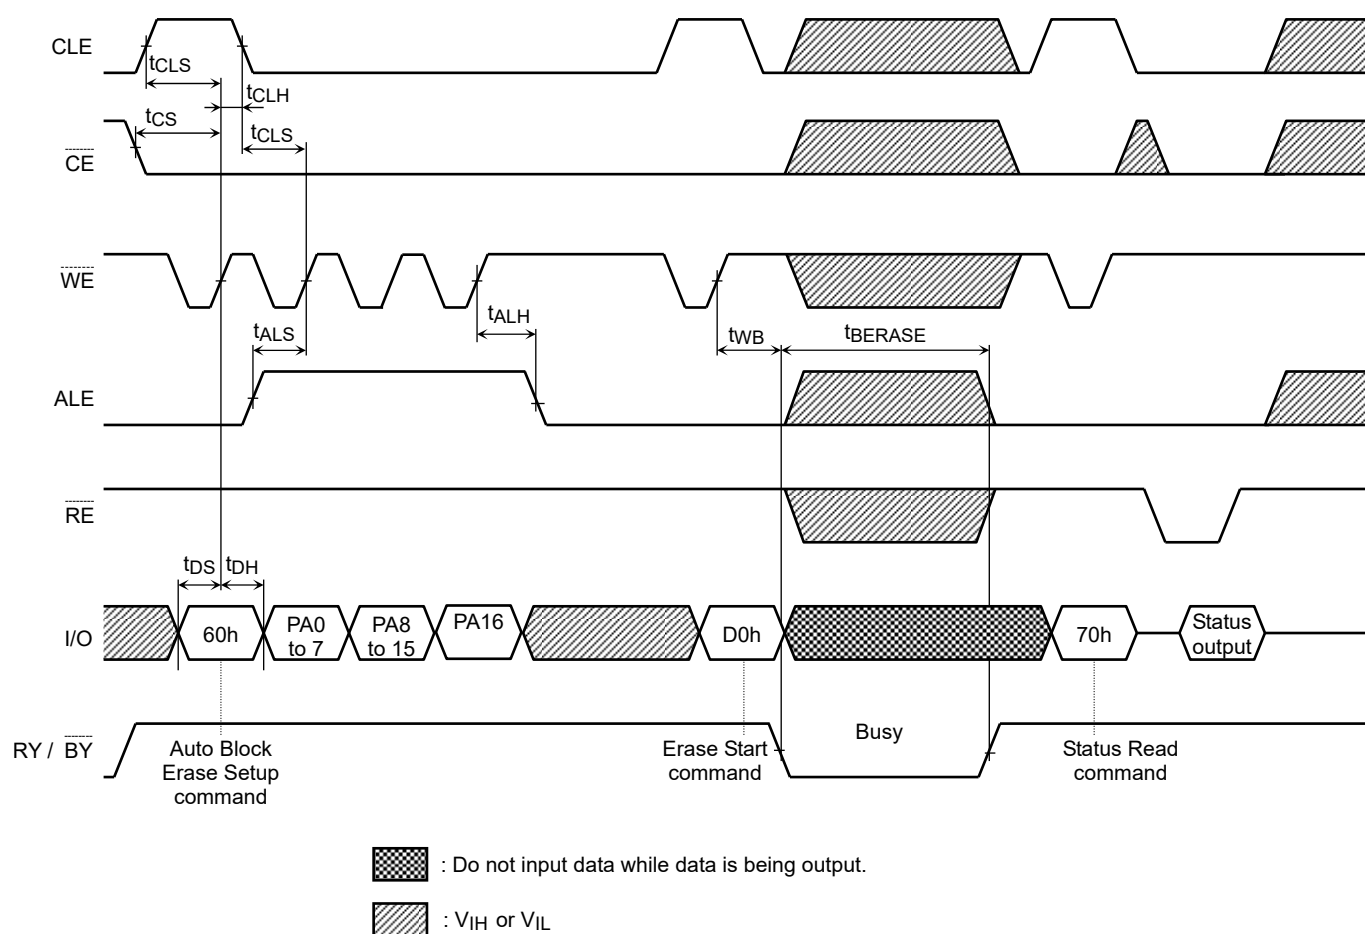 CLE
tCLS
tCLH
tCS
tCLS
CE
WE
tALS
tALH
tWB
tBERASE
ALE
RE
tDS
tDH
I/O
60h
PA0
to 7
PA8
to 15
PA16
D0h
70h
Status
output
RY / BY
Auto Block
Erase Setup
command
Erase Start
command
Busy
Status Read
command
: Do not input data while data is being output.
: VIH or VIL